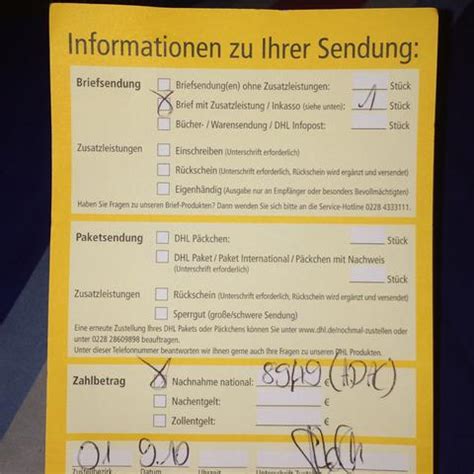 Informationen zu Ihrer Sendung:
Briefsendung Briefsendung(en) ohne Zusatzleistungen: Stück
Brief mit Zusatzleistung / Inkasso (siehe unten): 1 Stück
Bücher- / Warensendung / DHL Infopost: Stück
Zusatzleistungen Einschreiben (Unterschrift erforderlich)
Rückschein (Unterschrift erforderlich, Rückschein wird ergänzt und versendet)
Eigenhändig (Ausgabe nur an Empfänger oder besonders Bevollmächtigten)
Haben Sie Fragen zu unseren Brief-Produkten? Dann wenden Sie sich bitte an die Service-Hotline 0228 4333111.
Paketsendung DHL Päckchen: Stück
DHL Paket / Paket International / Päckchen mit Nachweis
(Unterschrift erforderlich)
Zusatzleistungen Rückschein (Unterschrift erforderlich, Rückschein wird ergänzt und versendet)
Sperrgut (große/schwere Sendung)
Eine erneute Zustellung Ihres DHL Pakets oder Päckchens können Sie unter www.dhl.de/nochmal-zustellen oder
unter 0228 28609898 beauftragen.
Unter dieser Telefonnummer beantworten wir Ihnen gerne auch Ihre Fragen zu unseren DHL Produkten.
Zahlbetrag Nachnahme national: (ADAC)
Nachentgelt: €
Zollentgelt: €
01 9.10
Zustellbezirk Datum Uhrzeit Unterschrift